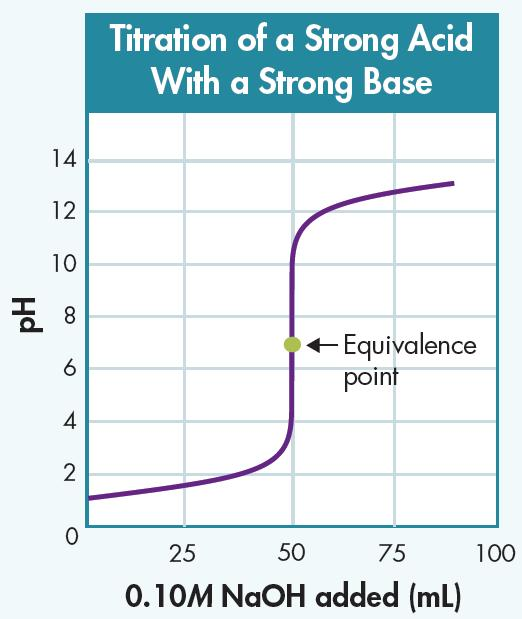 Titration of a Strong Acid
With a Strong Base
14
12
10
8
6
4
2
0
pH
Equivalence
point
25 50 75 100
0.10M NaOH added (mL)